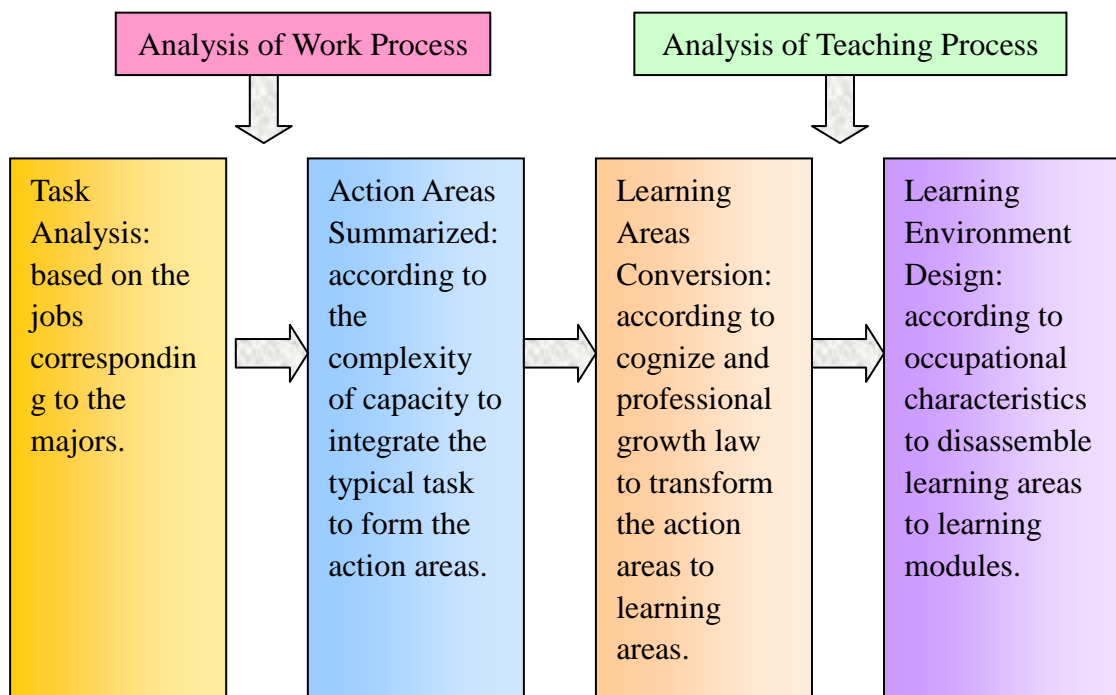 Analysis of Work Process
Analysis of Teaching Process
Task
Analysis:
based on the
jobs
correspondin
g to the
majors.
Action Areas
Summarized:
according to
the
complexity
of capacity to
integrate the
typical task
to form the
action areas.
Learning
Areas
Conversion:
according to
cognize and
professional
growth law
to transform
the action
areas to
learning
areas.
Learning
Environment
Design:
according to
occupational
characteristics
to disassemble
learning areas
to learning
modules.